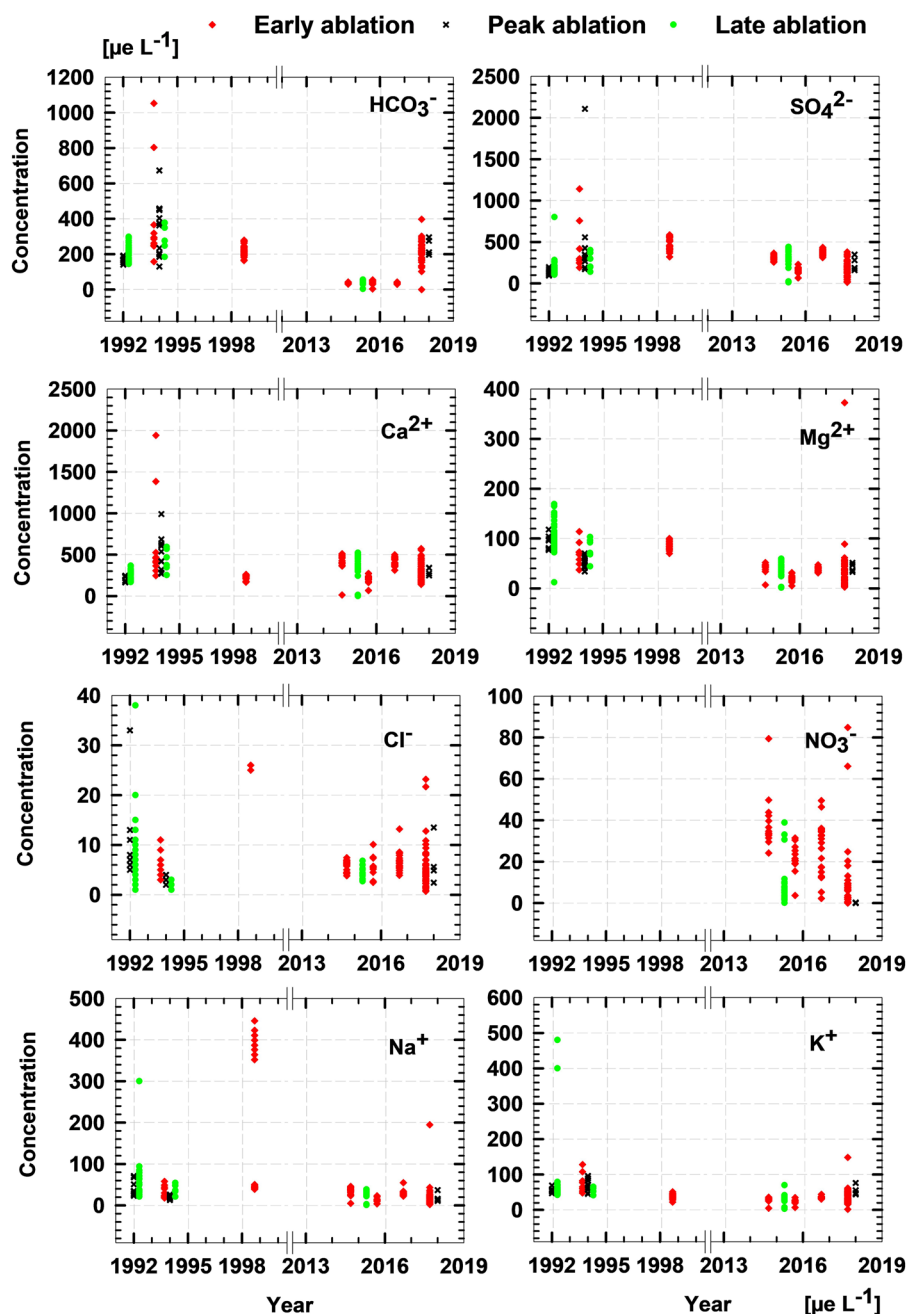 Early ablation Peak ablation Late ablation
[µe L⁻¹]
1200 1000 800 600 400 200 0
Concentration
HCO₃⁻
1992 1995 1998 2013 2016 2019
2500 2000 1500 1000 500 0
SO₄²⁻
1992 1995 1998 2013 2016 2019
2500 2000 1500 1000 500 0
Concentration
Ca²⁺
1992 1995 1998 2013 2016 2019
400 300 200 100 0
Mg²⁺
1992 1995 1998 2013 2016 2019
40 30 20 10 0
Concentration
Cl⁻
1992 1995 1998 2013 2016 2019
100 80 60 40 20 0
NO₃⁻
1992 1995 1998 2013 2016 2019
500 400 300 200 100 0
Concentration
Na⁺
1992 1995 1998 2013 2016 2019
600 500 400 300 200 100 0
K⁺
1992 1995 1998 2013 2016 2019
Year Year [µe L⁻¹]